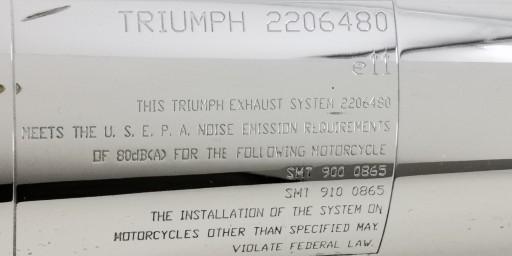 TRIUMPH 2206480
e11
THIS TRIUMPH EXHAUST SYSTEM 2206480
MEETS THE U. S. E. P. A. NOISE EMISSION REQUIREMENTS
OF 80dB(A) FOR THE FOLLOWING MOTORCYCLE
SMT 900 0865
SMT 910 0865
THE INSTALLATION OF THE SYSTEM ON
MOTORCYCLES OTHER THAN SPECIFIED MAY
VIOLATE FEDERAL LAW.